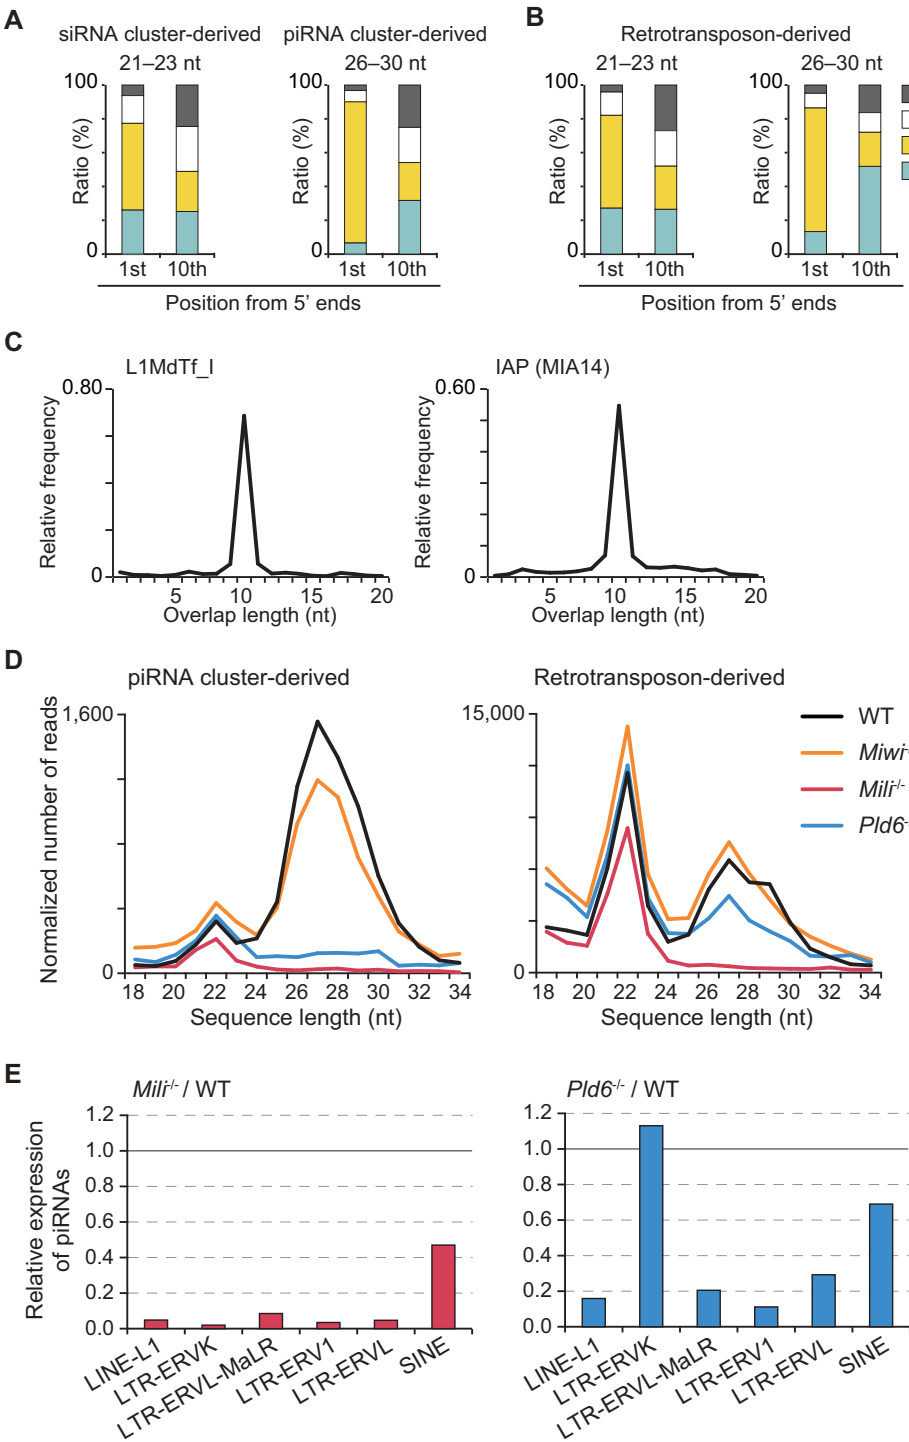 A
B
siRNA cluster-derived
piRNA cluster-derived
Retrotransposon-derived
21–23 nt
26–30 nt
21–23 nt
26–30 nt
100
100
100
100
Ratio (%)
Ratio (%)
Ratio (%)
Ratio (%)
0
0
0
0
1st 10th
1st 10th
1st 10th
1st 10th
Position from 5' ends
Position from 5' ends
C
L1MdTf_I
IAP (MIA14)
0.80
0.60
Relative frequency
Relative frequency
0
0
5 10 15 20
5 10 15 20
Overlap length (nt)
Overlap length (nt)
D
piRNA cluster-derived
Retrotransposon-derived
1,600
15,000
Normalized number of reads
WT
Miwi-
Mili-/-
Pld6-
0
0
18 20 22 24 26 28 30 32 34
18 20 22 24 26 28 30 32 34
Sequence length (nt)
Sequence length (nt)
E
Mili-/- / WT
Pld6-/- / WT
Relative expression
of piRNAs
1.2
1.0
0.8
0.6
0.4
0.2
0.0
1.2
1.0
0.8
0.6
0.4
0.2
0.0
LINE-L1
LTR-ERVK
LTR-ERVL-MaLR
LTR-ERV1
LTR-ERVL
SINE
LINE-L1
LTR-ERVK
LTR-ERVL-MaLR
LTR-ERV1
LTR-ERVL
SINE